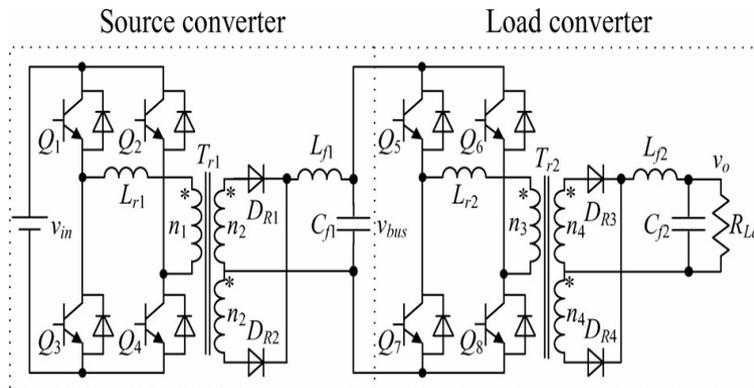 Source converter
Load converter
Q1
Q2
Tr1
Lf1
Q5
Q6
Tr2
Lf2
vo
Lr1
*
*
n1
n2
DR1
Cf1
vbus
Lr2
*
*
n3
n4
DR3
Cf2
RL
vin
*
n2
DR2
*
n4
DR4
Q3
Q4
Q7
Q8